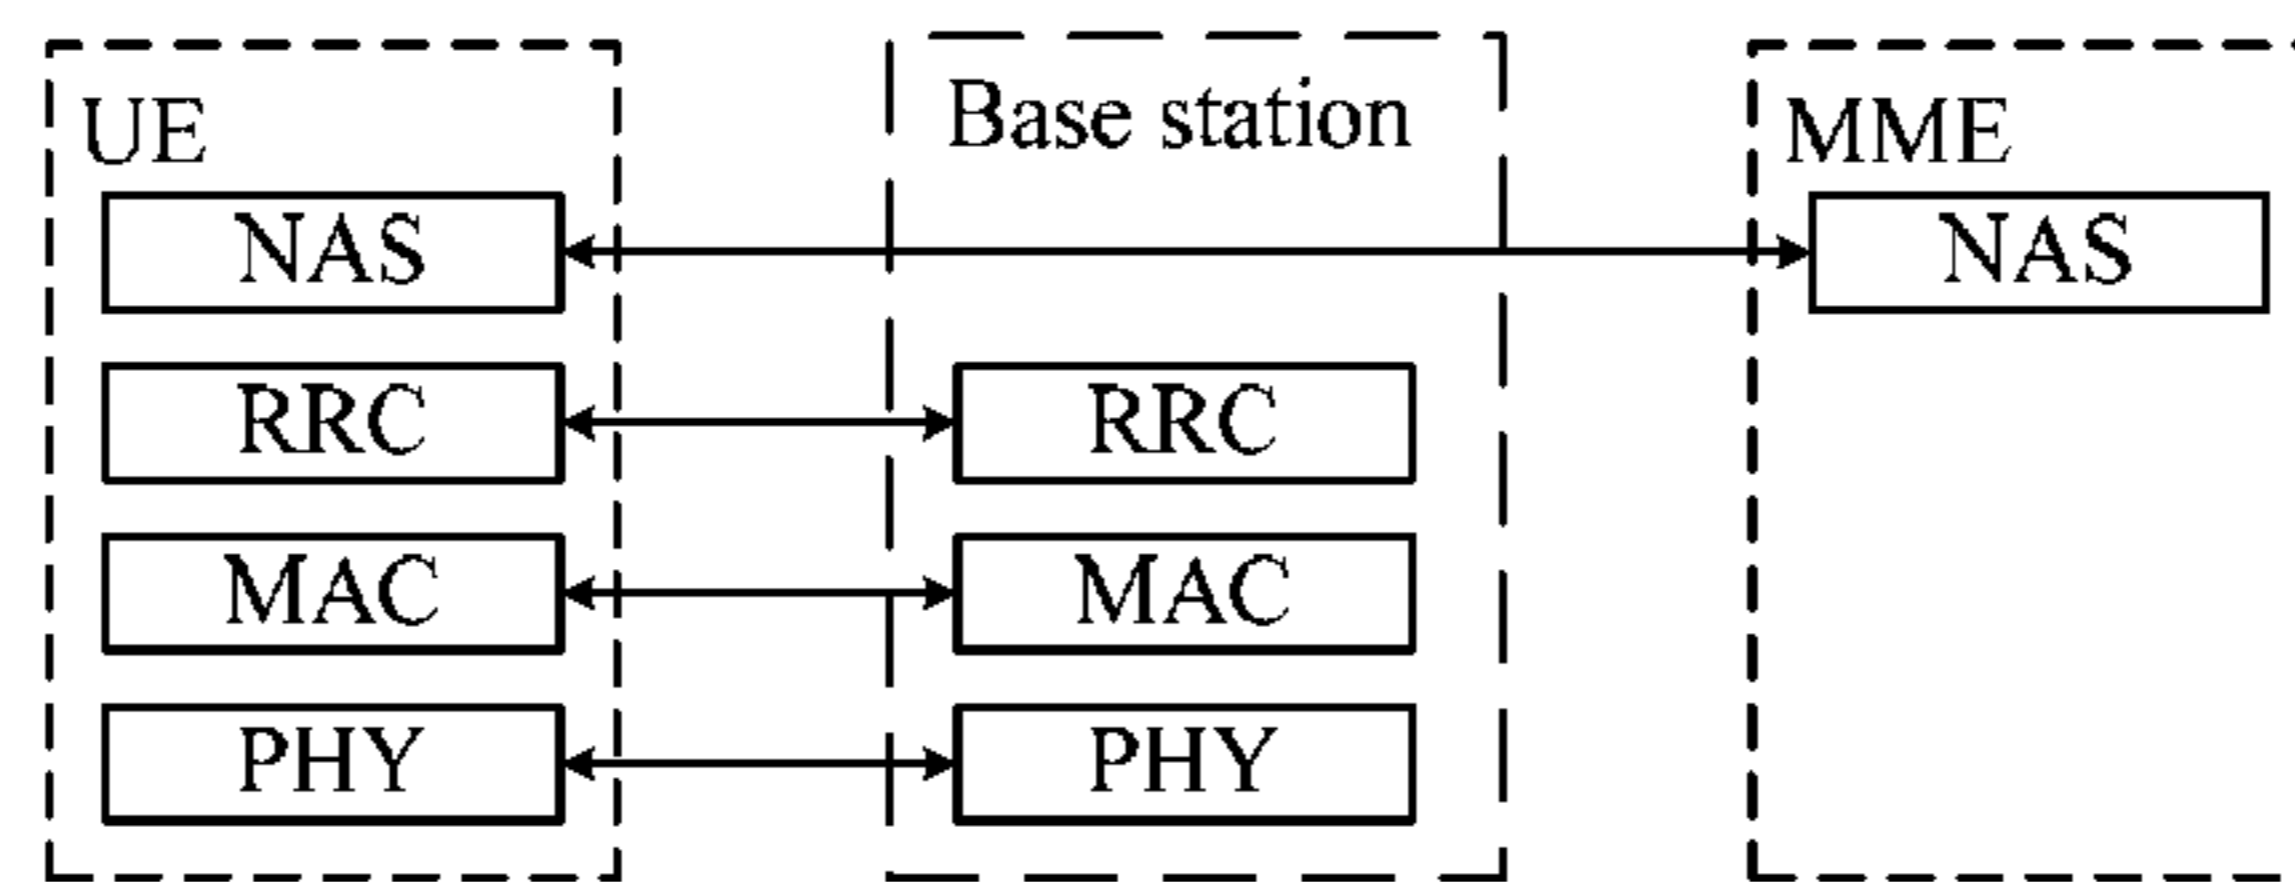 UE
NAS
RRC
MAC
PHY
Base station
RRC
MAC
PHY
MME
NAS